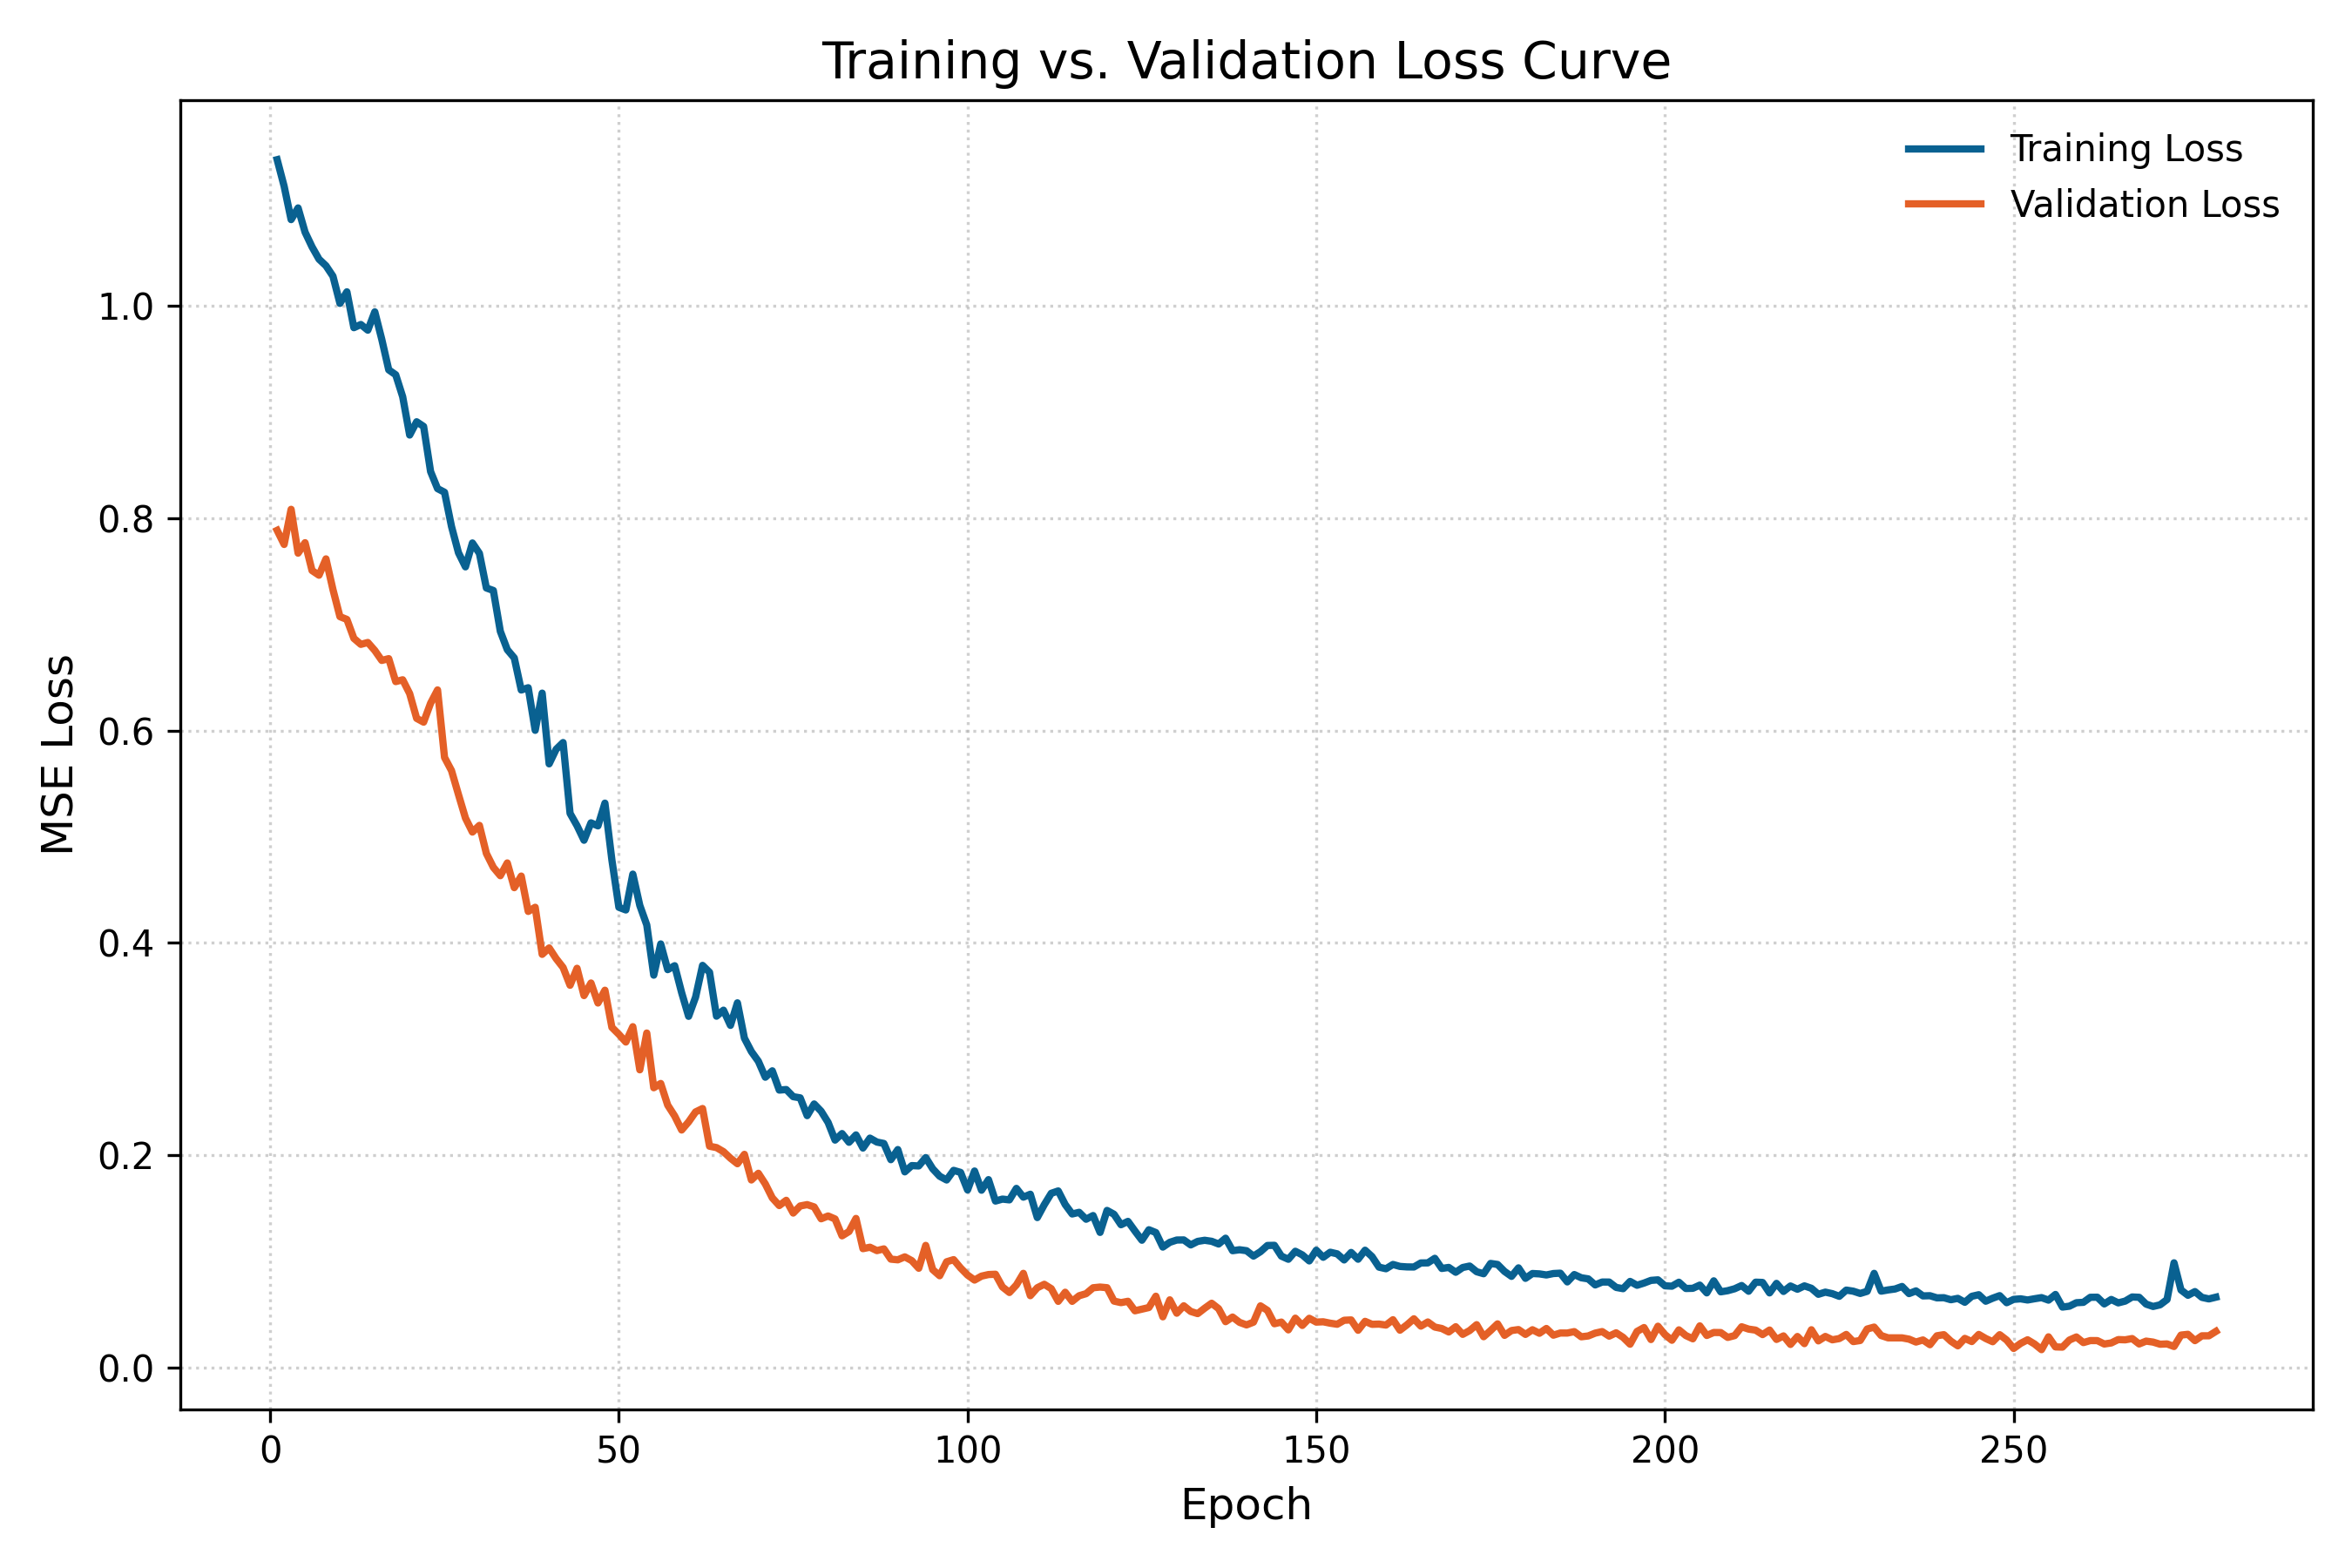 Training vs. Validation Loss Curve
Training Loss
Validation Loss
MSE Loss
1.0
0.8
0.6
0.4
0.2
0.0
0 50 100 150 200 250
Epoch